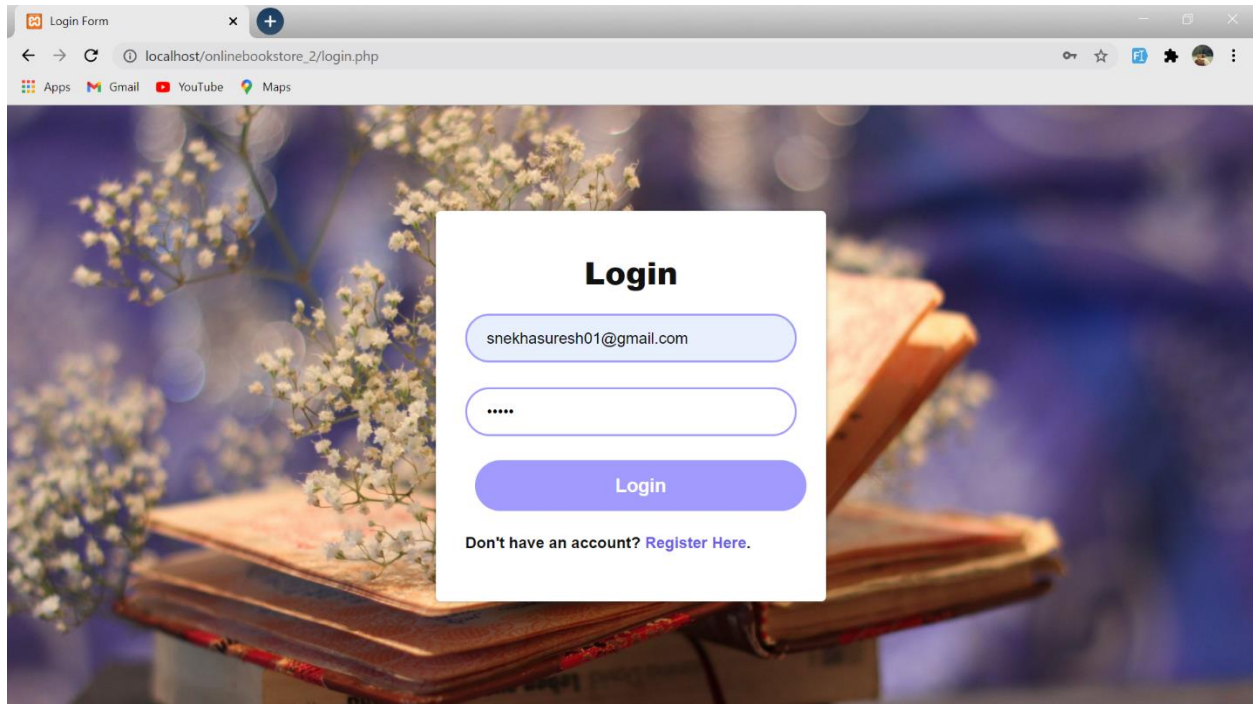 Login Form
localhost/onlinebookstore_2/login.php
Apps Gmail YouTube Maps
Login
snekhasuresh01@gmail.com
•••••
Login
Don't have an account? Register Here.